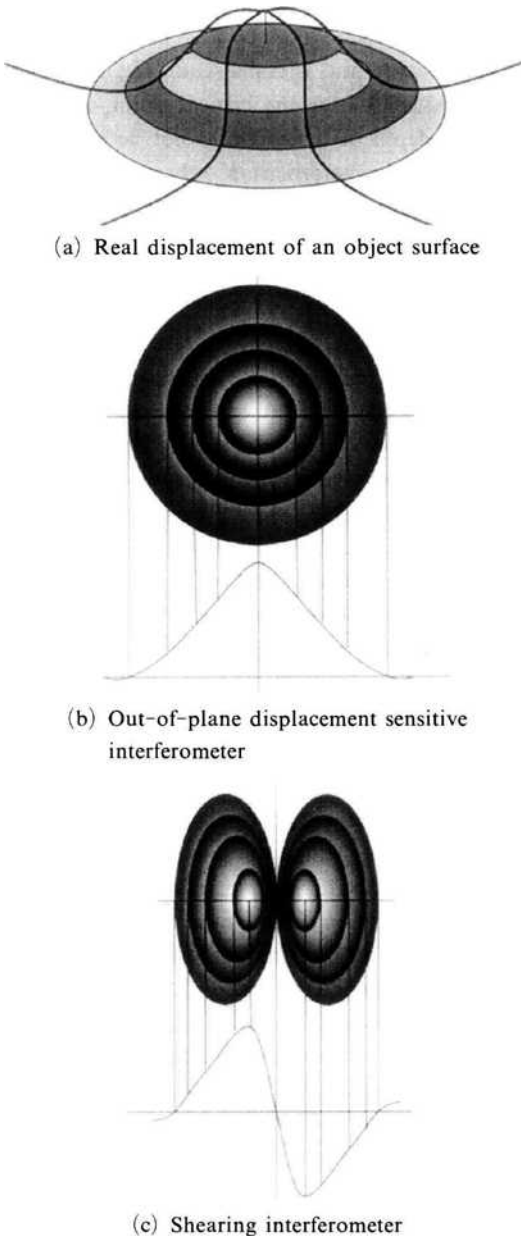 (a) Real displacement of an object surface
(b) Out-of-plane displacement sensitive
interferometer
(c) Shearing interferometer